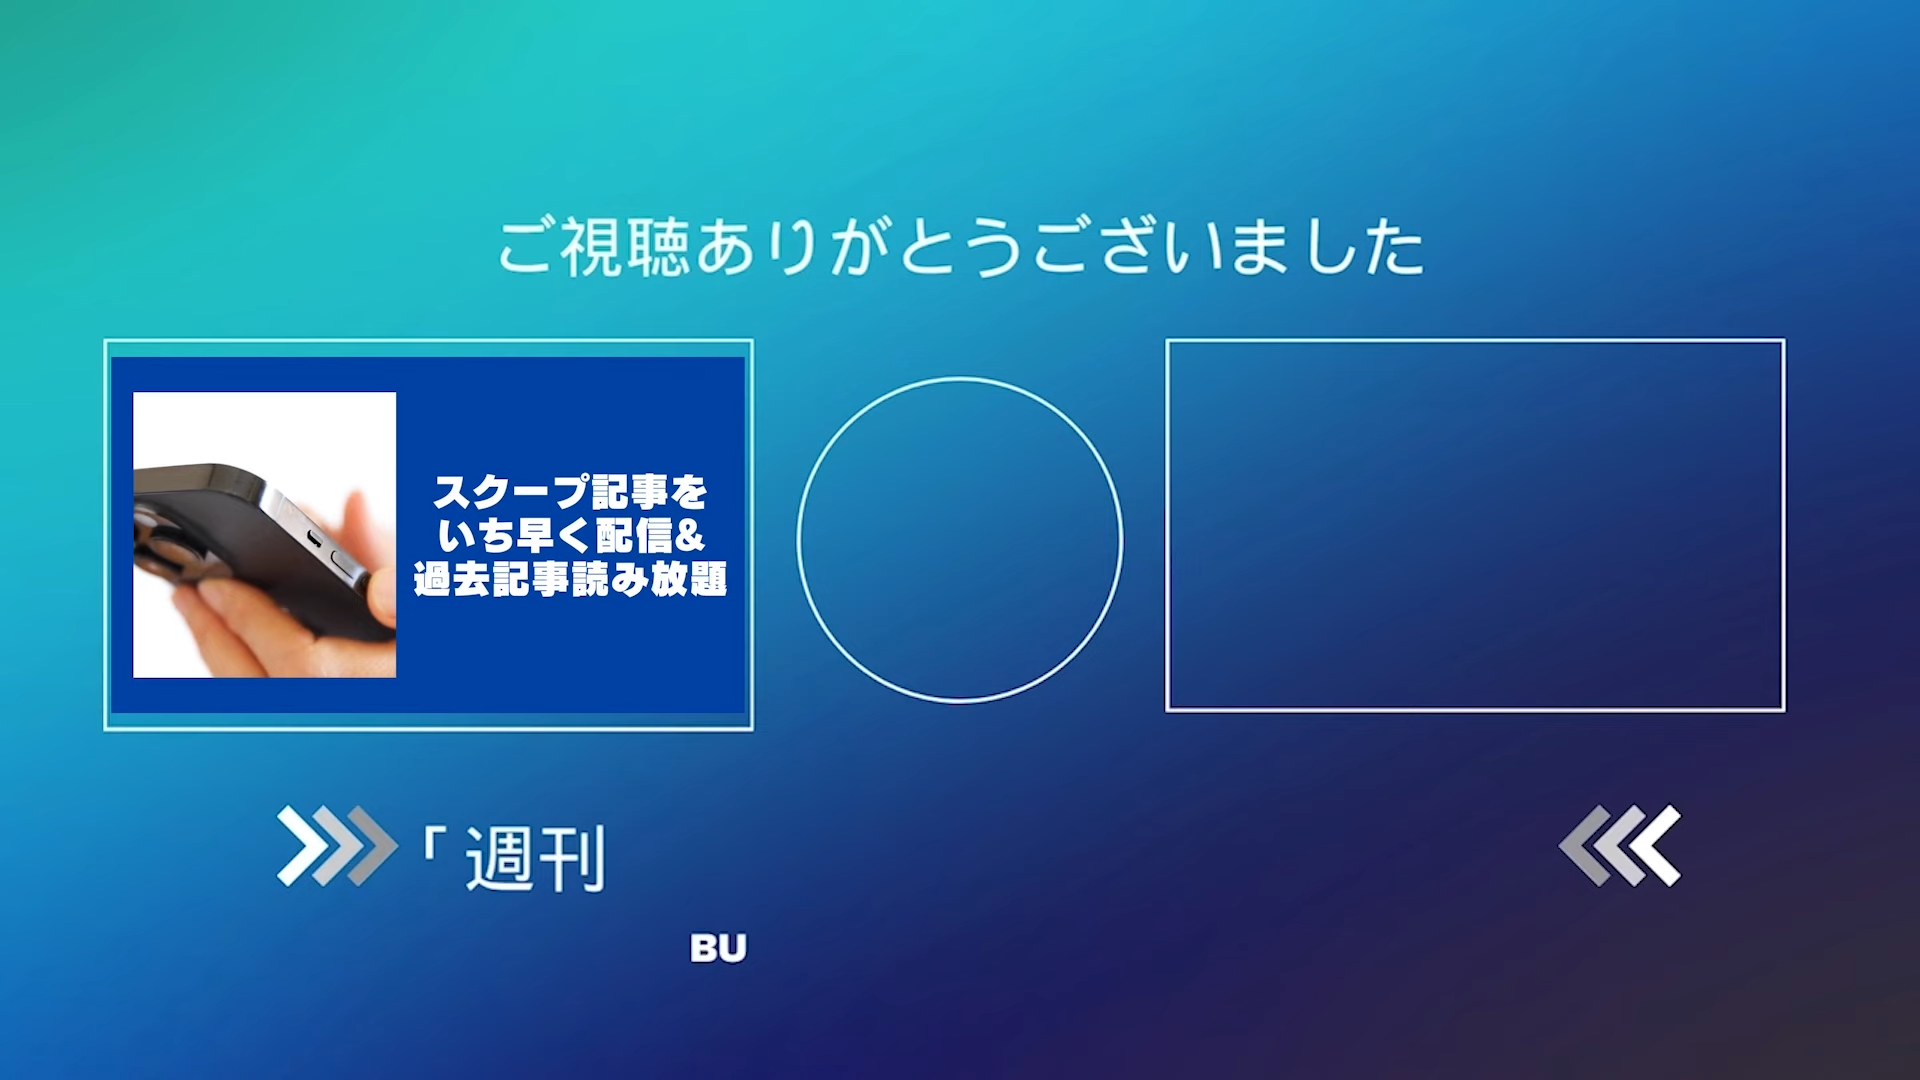 ご視聴ありがとうございました
スクープ記事を
いち早く配信&
過去記事読み放題
「週刊
BU